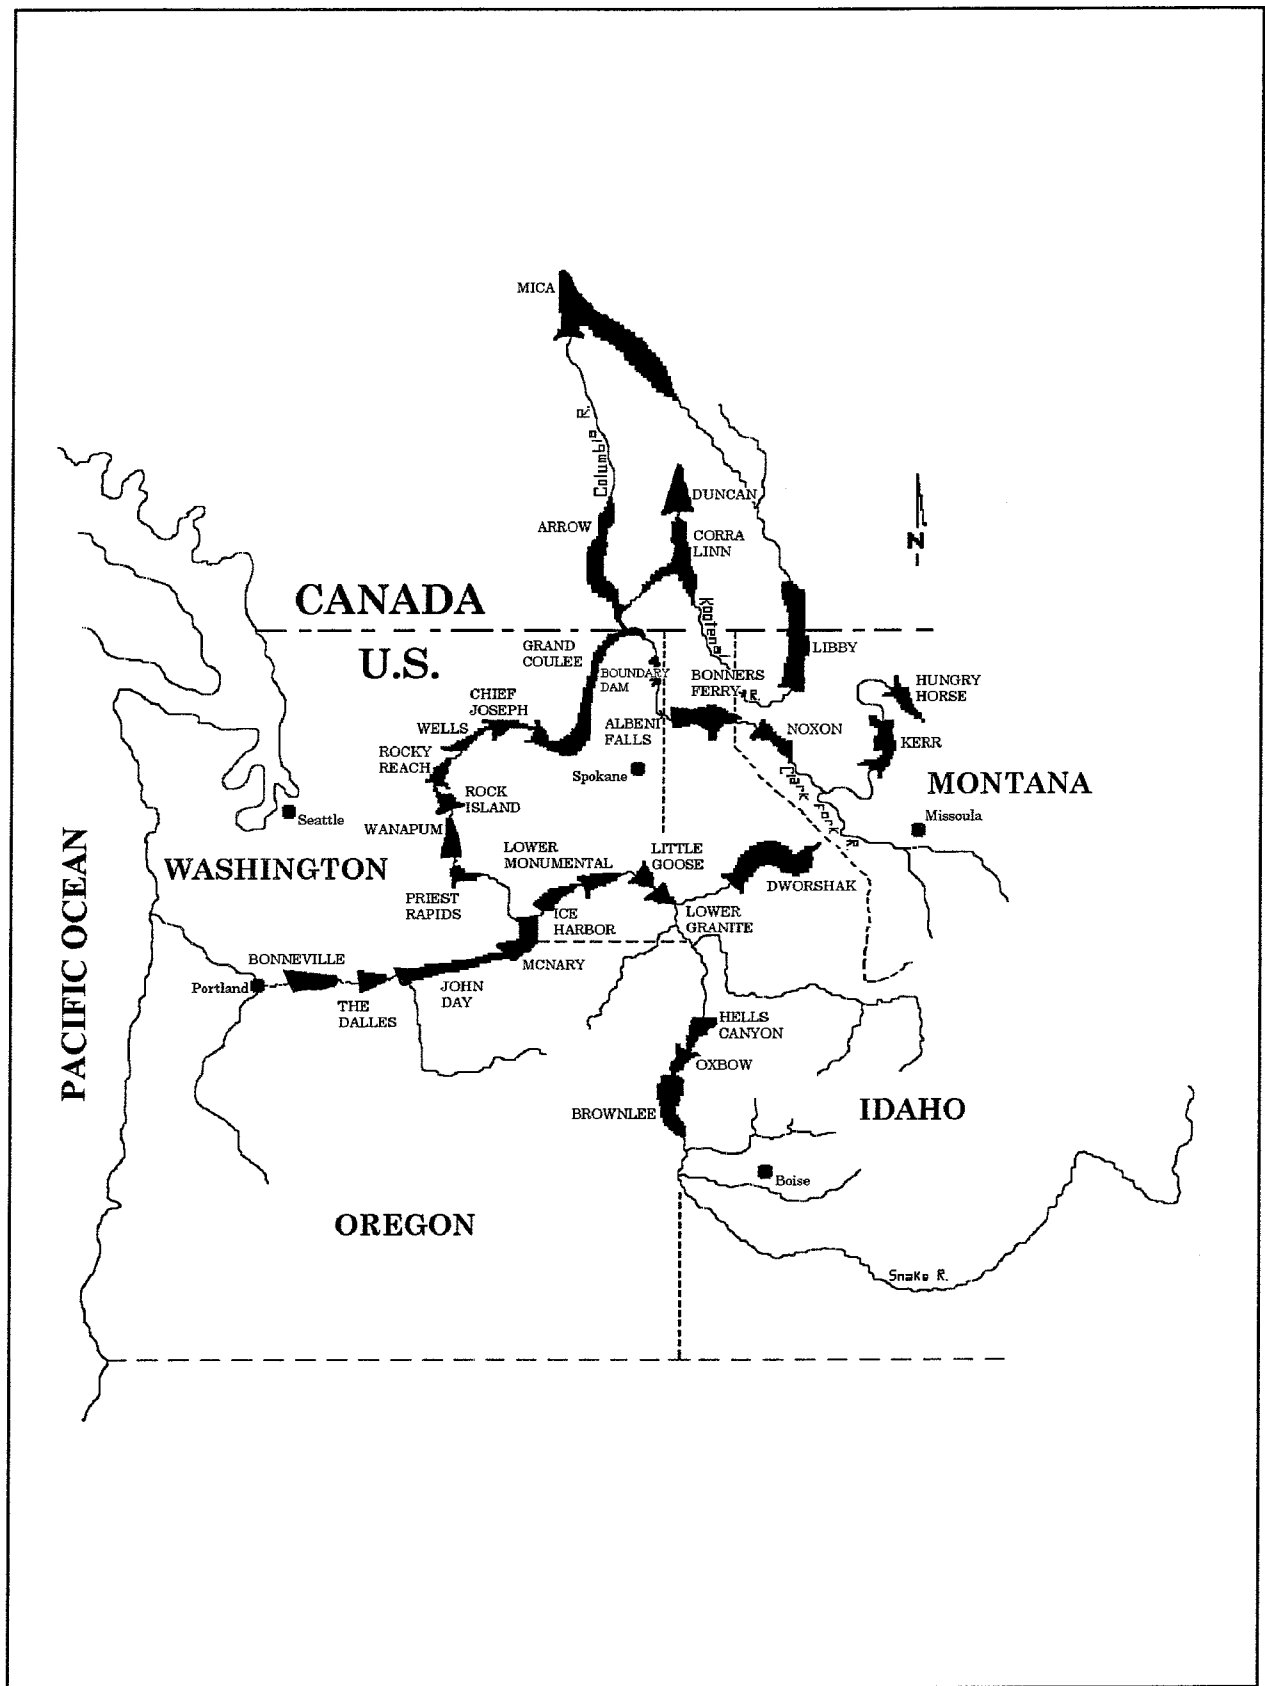 MICA
Columbia R.
DUNCAN
ARROW
CORRA
LINN
N
CANADA
Kootenai
R.
GRAND
COULEE
LIBBY
U.S.
BOUNDARY
DAM
BONNERS
FERRY
HUNGRY
HORSE
CHIEF
JOSEPH
WELLS
ALBENI
FALLS
NOXON
KERR
ROCKY
REACH
Spokane
Clark Fork R.
MONTANA
ROCK
ISLAND
Seattle
WANAPUM
Missoula
PACIFIC OCEAN
WASHINGTON
LOWER
MONUMENTAL
LITTLE
GOOSE
DWORSHAK
PRIEST
RAPIDS
ICE
HARBOR
LOWER
GRANITE
BONNEVILLE
MCNARY
Portland
JOHN
DAY
THE
DALLES
HELLS
CANYON
OXBOW
BROWNLEE
IDAHO
Boise
OREGON
Snake R.